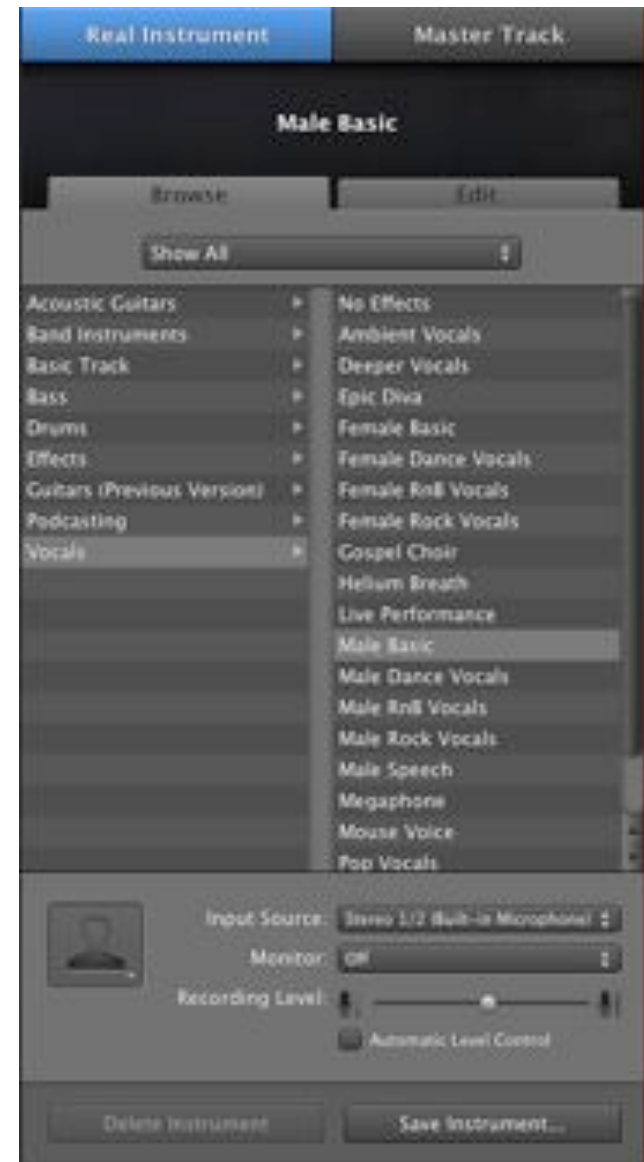 Real Instrument
Master Track
Male Basic
Browse
Edit
Show All
Acoustic Guitars
Band Instruments
Basic Track
Bass
Drums
Effects
Guitars (Previous Version)
Podcasting
Vocals
No Effects
Ambient Vocals
Deeper Vocals
Epic Diva
Female Basic
Female Dance Vocals
Female RnB Vocals
Female Rock Vocals
Gospel Choir
Helium Breath
Live Performance
Male Basic
Male Dance Vocals
Male RnB Vocals
Male Rock Vocals
Male Speech
Megaphone
Mouse Voice
Pop Vocals
Input Source: Stereo 1/2 (Built-in Microphone)
Monitor: Off
Recording Level:
Automatic Level Control
Delete Instrument
Save Instrument...